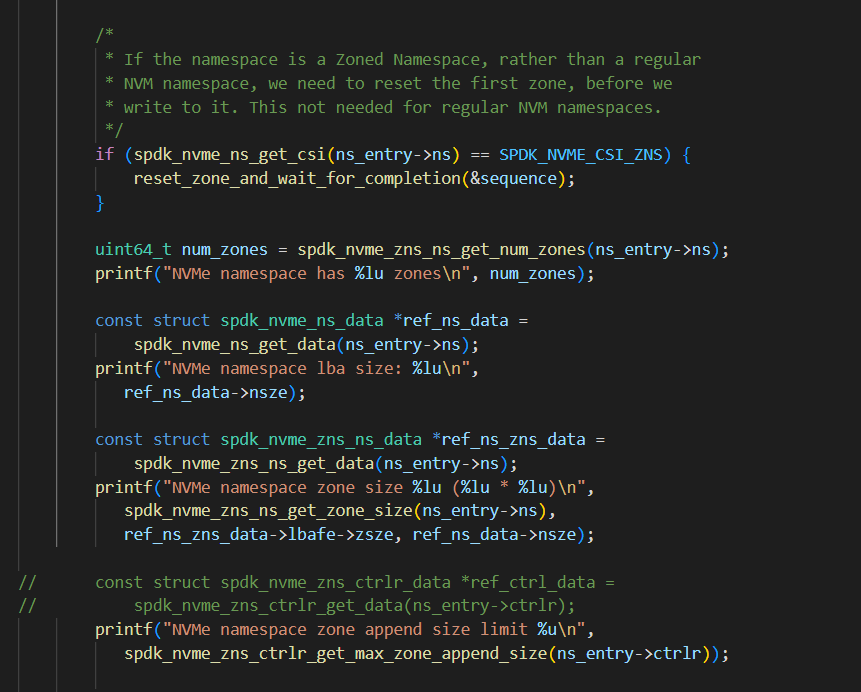 /*
 * If the namespace is a Zoned Namespace, rather than a regular
 * NVM namespace, we need to reset the first zone, before we
 * write to it. This not needed for regular NVM namespaces.
 */
if (spdk_nvme_ns_get_csi(ns_entry->ns) == SPDK_NVME_CSI_ZNS) {
    reset_zone_and_wait_for_completion(&sequence);
}
uint64_t num_zones = spdk_nvme_zns_ns_get_num_zones(ns_entry->ns);
printf("NVMe namespace has %lu zones\n", num_zones);
const struct spdk_nvme_ns_data *ref_ns_data =
    spdk_nvme_ns_get_data(ns_entry->ns);
printf("NVMe namespace lba size: %lu\n",
   ref_ns_data->nsze);
const struct spdk_nvme_zns_ns_data *ref_ns_zns_data =
    spdk_nvme_zns_ns_get_data(ns_entry->ns);
printf("NVMe namespace zone size %lu (%lu * %lu)\n",
   spdk_nvme_zns_ns_get_zone_size(ns_entry->ns),
   ref_ns_zns_data->lbafe->zsze, ref_ns_data->nsze);
//      const struct spdk_nvme_zns_ctrlr_data *ref_ctrl_data =
//          spdk_nvme_zns_ctrlr_get_data(ns_entry->ctrlr);
printf("NVMe namespace zone append size limit %u\n",
   spdk_nvme_zns_ctrlr_get_max_zone_append_size(ns_entry->ctrlr));